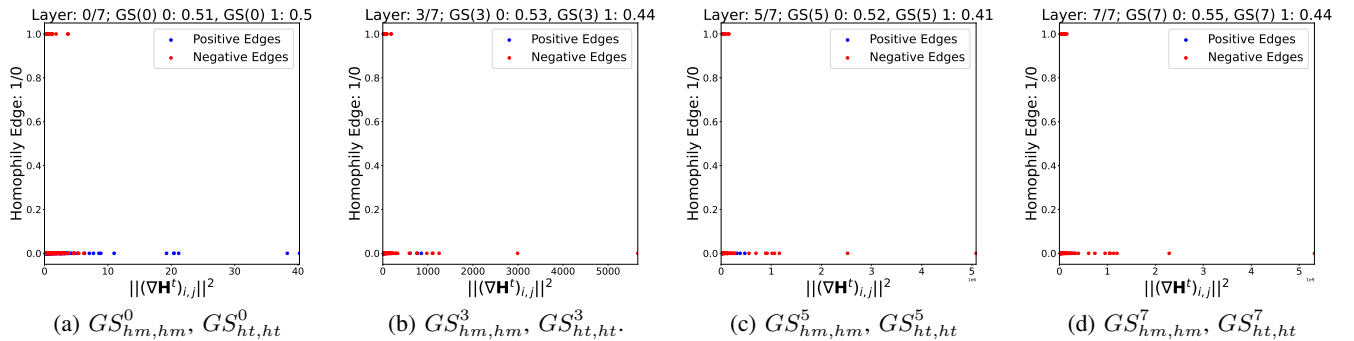 Layer: 0/7; GS(0) 0: 0.51, GS(0) 1: 0.5
Homophily Edge: 1/0
1.0
0.8
0.6
0.4
0.2
0.0
Positive Edges
Negative Edges
0 10 20 30 40
||(∇H^t)_{i,j}||^2
(a) GS^0_{hm,hm}, GS^0_{ht,ht}
Layer: 3/7; GS(3) 0: 0.53, GS(3) 1: 0.44
Homophily Edge: 1/0
1.0
0.8
0.6
0.4
0.2
0.0
Positive Edges
Negative Edges
0 1000 2000 3000 4000 5000
||(∇H^t)_{i,j}||^2
(b) GS^3_{hm,hm}, GS^3_{ht,ht}.
Layer: 5/7; GS(5) 0: 0.52, GS(5) 1: 0.41
Homophily Edge: 1/0
1.0
0.8
0.6
0.4
0.2
0.0
Positive Edges
Negative Edges
0 1 2 3 4 5
||(∇H^t)_{i,j}||^2
(c) GS^5_{hm,hm}, GS^5_{ht,ht}
Layer: 7/7; GS(7) 0: 0.55, GS(7) 1: 0.44
Homophily Edge: 1/0
1.0
0.8
0.6
0.4
0.2
0.0
Positive Edges
Negative Edges
0 1 2 3 4 5
||(∇H^t)_{i,j}||^2
(d) GS^7_{hm,hm}, GS^7_{ht,ht}